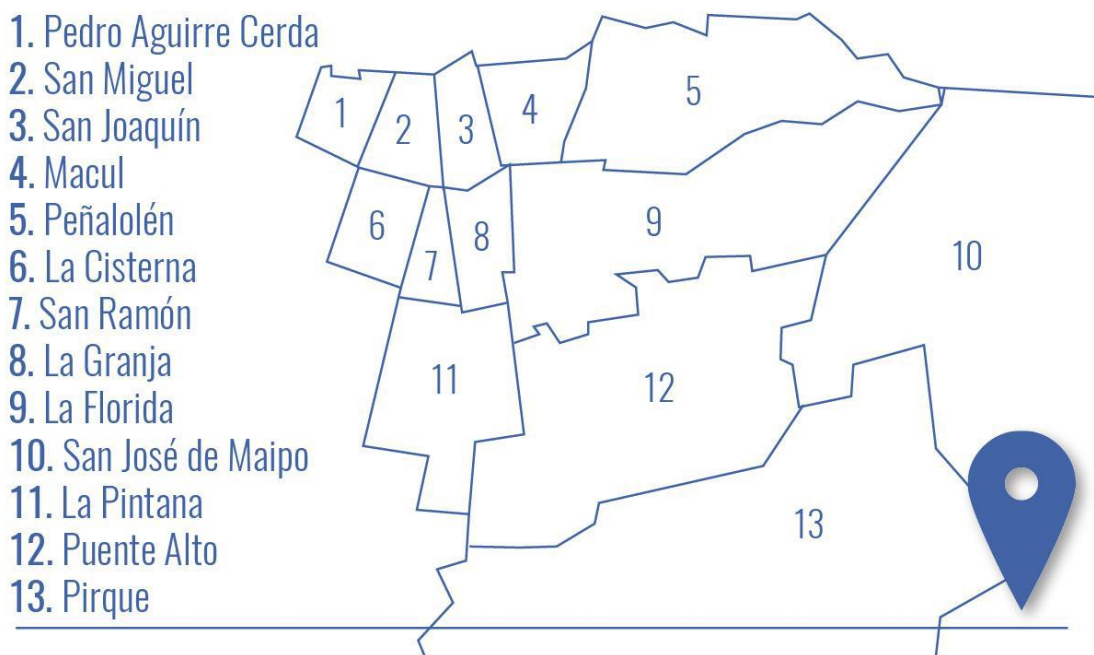 1. Pedro Aguirre Cerda
2. San Miguel
3. San Joaquín
4. Macul
5. Peñalolén
6. La Cisterna
7. San Ramón
8. La Granja
9. La Florida
10. San José de Maipo
11. La Pintana
12. Puente Alto
13. Pirque
1
2
3
4
5
6
7
8
9
10
11
12
13